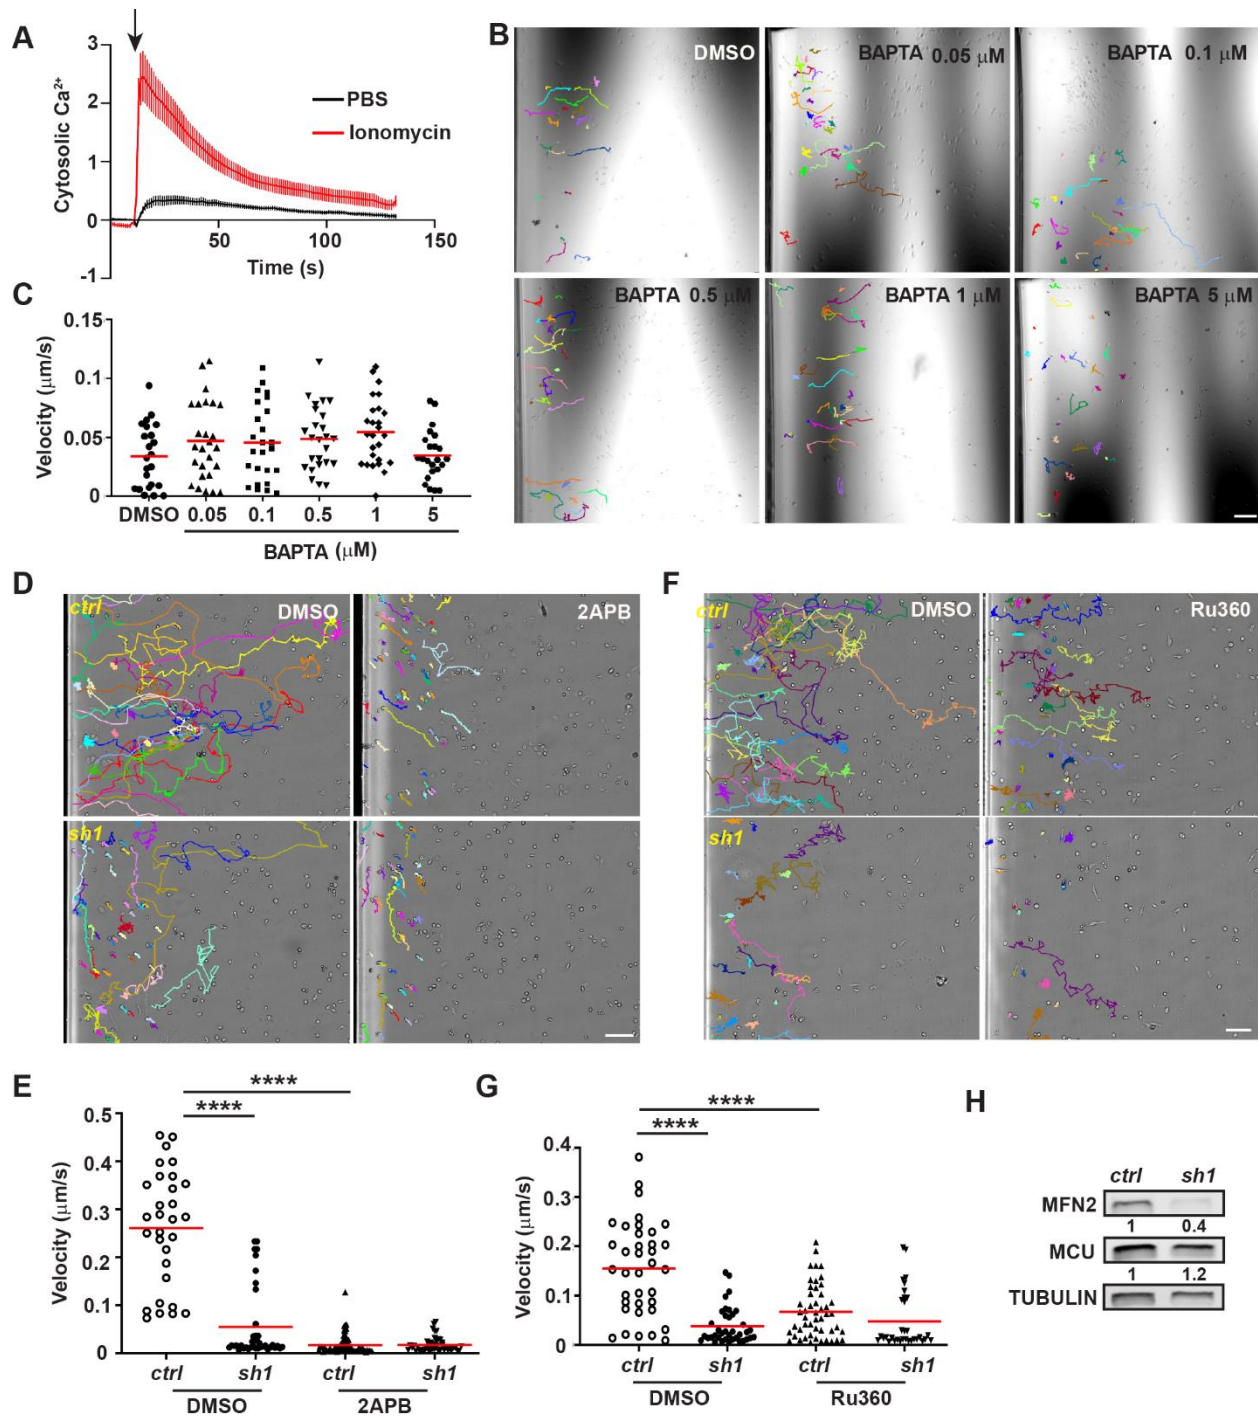 A
3
2
1
0
-1
Cytosolic Ca²⁺
PBS
Ionomycin
50
100
150
Time (s)
B
DMSO
BAPTA 0.05 μM
BAPTA 0.1 μM
BAPTA 0.5 μM
BAPTA 1 μM
BAPTA 5 μM
C
Velocity (μm/s)
0.15
0.1
0.05
0
DMSO
0.05
0.1
0.5
1
5
BAPTA (μM)
D
ctrl
DMSO
2APB
sh1
F
ctrl
DMSO
Ru360
sh1
E
****
****
Velocity (μm/s)
0.5
0.4
0.3
0.2
0.1
0
ctrl
sh1
ctrl
sh1
DMSO
2APB
G
****
****
Velocity (μm/s)
0.4
0.3
0.2
0.1
0
ctrl
sh1
ctrl
sh1
DMSO
Ru360
H
ctrl sh1
MFN2
1 0.4
MCU
1 1.2
TUBULIN